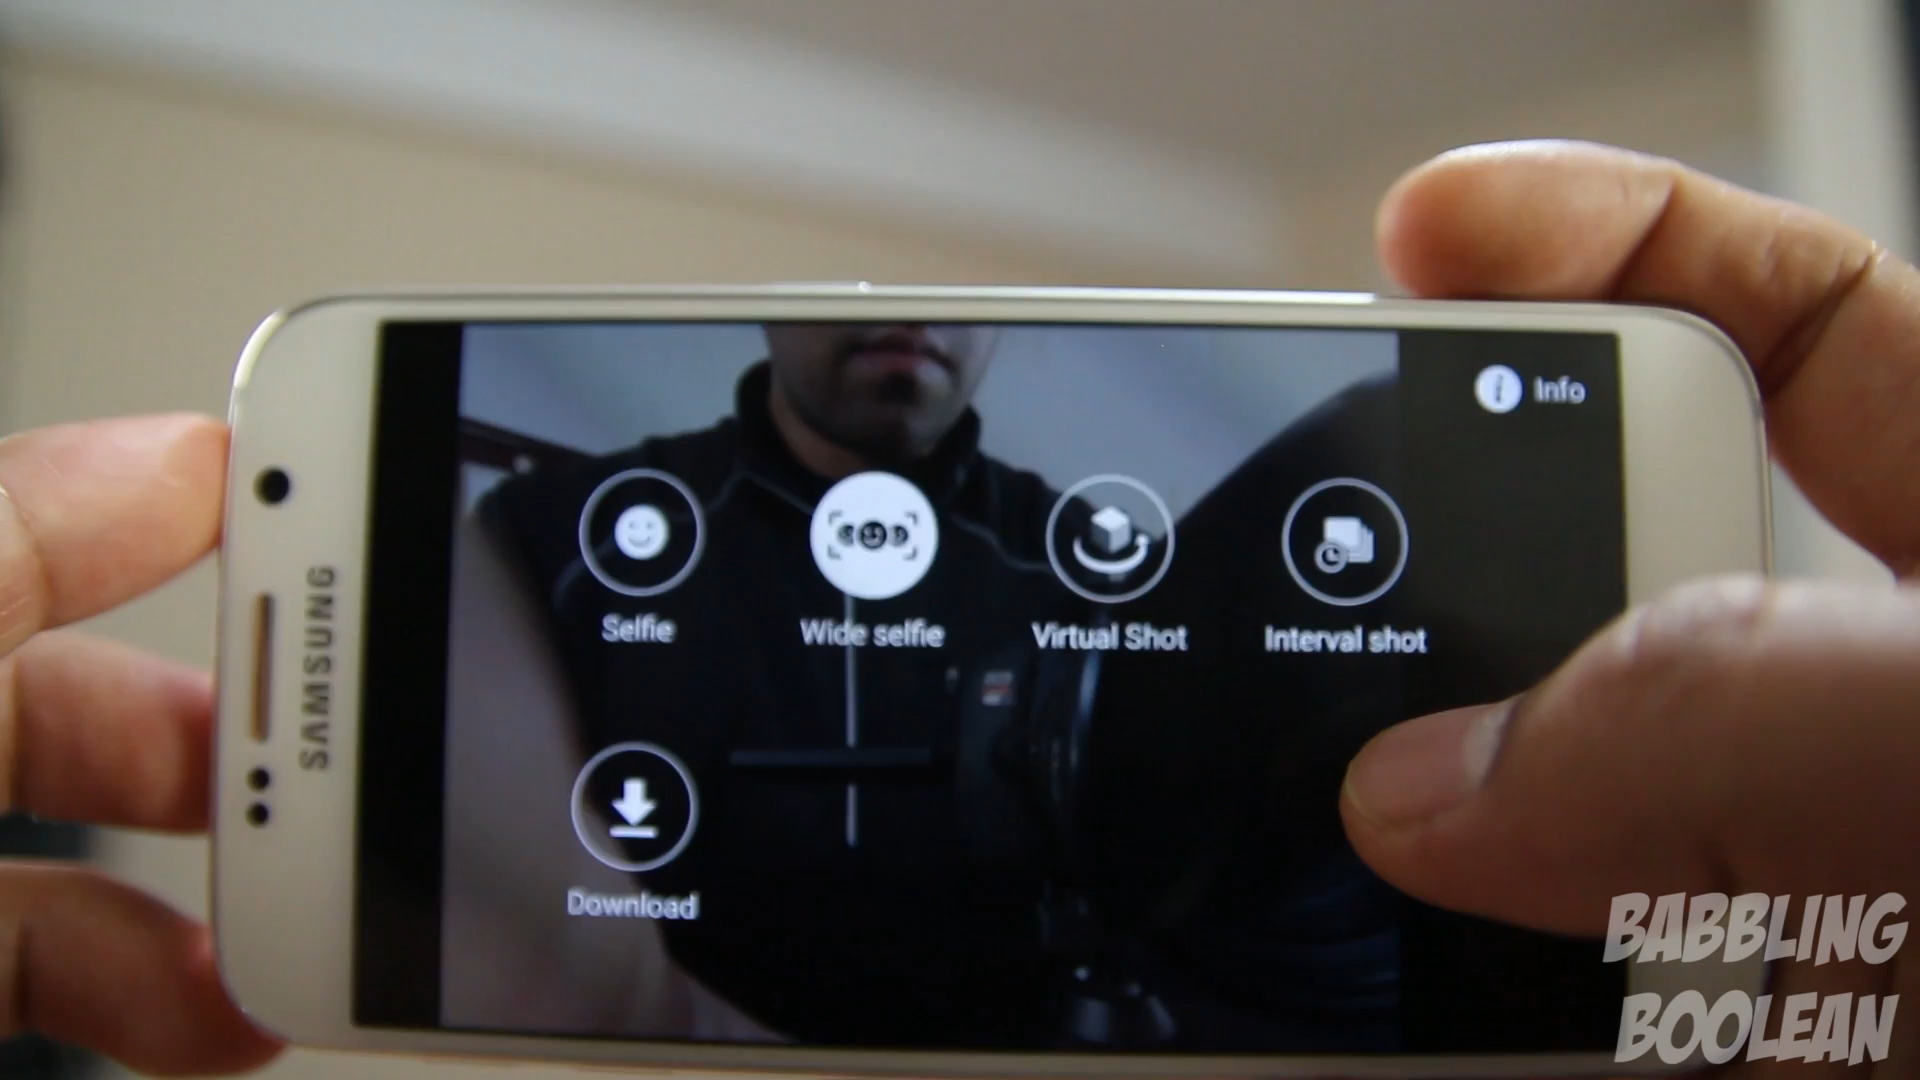 SAMSUNG
Info
Selfie
Wide selfie
Virtual Shot
Interval shot
Download
BABBLING
BOOLEAN